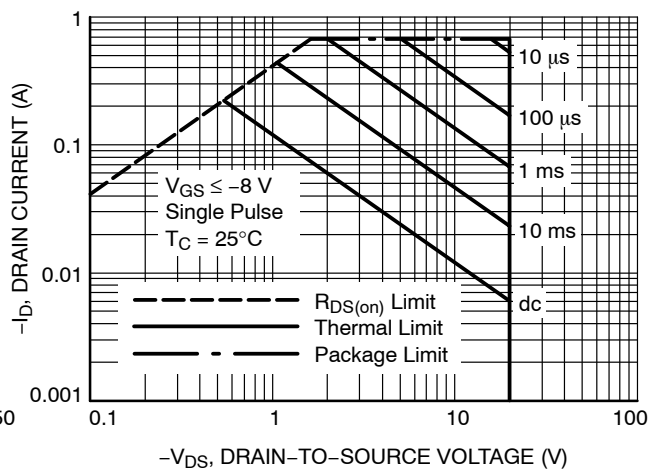 1
0.1
0.01
0.001
–I_D, DRAIN CURRENT (A)
10 μs
100 μs
1 ms
10 ms
dc
V_GS ≤ –8 V
Single Pulse
T_C = 25°C
R_DS(on) Limit
Thermal Limit
Package Limit
50
0.1 1 10 100
–V_DS, DRAIN–TO–SOURCE VOLTAGE (V)